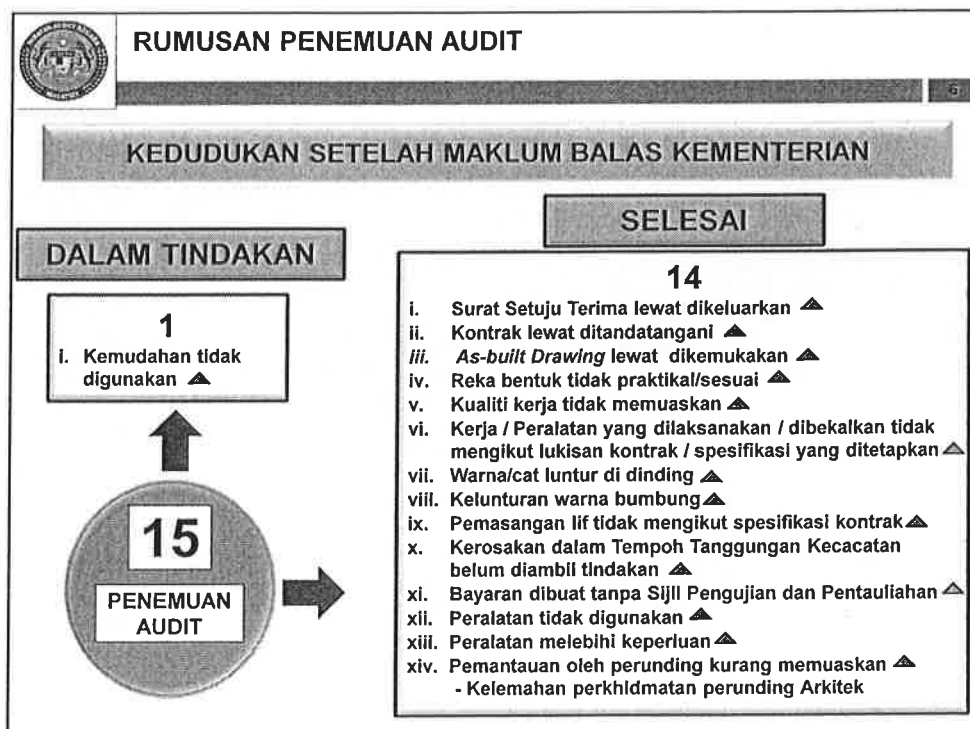 RUMUSAN PENEMUAN AUDIT
6
KEDUDUKAN SETELAH MAKLUM BALAS KEMENTERIAN
DALAM TINDAKAN
1
i. Kemudahan tidak
digunakan
15
PENEMUAN
AUDIT
SELESAI
14
i. Surat Setuju Terima lewat dikeluarkan
ii. Kontrak lewat ditandatangani
iii. As-built Drawing lewat dikemukakan
iv. Reka bentuk tidak praktikal/sesuai
v. Kualiti kerja tidak memuaskan
vi. Kerja / Peralatan yang dilaksanakan / dibekalkan tidak
mengikut lukisan kontrak / spesifikasi yang ditetapkan
vii. Warna/cat luntur di dinding
viii. Kelunturan warna bumbung
ix. Pemasangan lif tidak mengikut spesifikasi kontrak
x. Kerosakan dalam Tempoh Tanggungan Kecacatan
belum diambil tindakan
xi. Bayaran dibuat tanpa Sijil Pengujian dan Pentauliahan
xii. Peralatan tidak digunakan
xiii. Peralatan melebihi keperluan
xiv. Pemantauan oleh perunding kurang memuaskan
- Kelemahan perkhidmatan perunding Arkitek